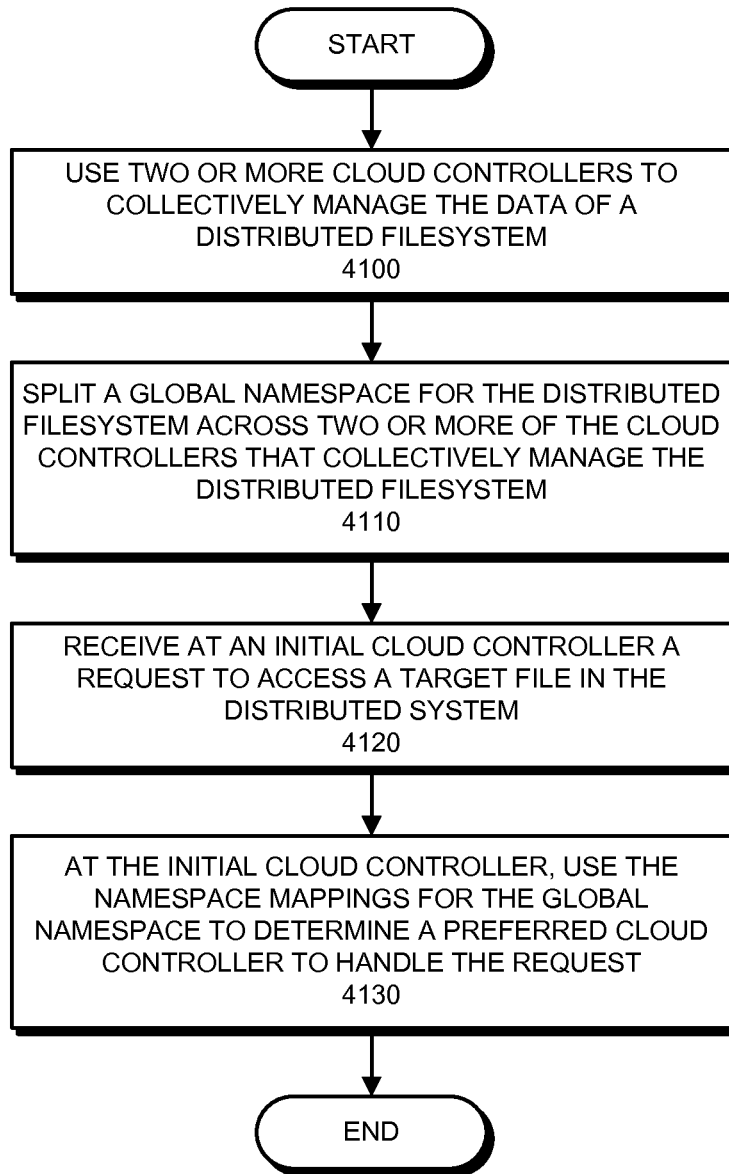 START
USE TWO OR MORE CLOUD CONTROLLERS TO
COLLECTIVELY MANAGE THE DATA OF A
DISTRIBUTED FILESYSTEM
4100
SPLIT A GLOBAL NAMESPACE FOR THE DISTRIBUTED
FILESYSTEM ACROSS TWO OR MORE OF THE CLOUD
CONTROLLERS THAT COLLECTIVELY MANAGE THE
DISTRIBUTED FILESYSTEM
4110
RECEIVE AT AN INITIAL CLOUD CONTROLLER A
REQUEST TO ACCESS A TARGET FILE IN THE
DISTRIBUTED SYSTEM
4120
AT THE INITIAL CLOUD CONTROLLER, USE THE
NAMESPACE MAPPINGS FOR THE GLOBAL
NAMESPACE TO DETERMINE A PREFERRED CLOUD
CONTROLLER TO HANDLE THE REQUEST
4130
END